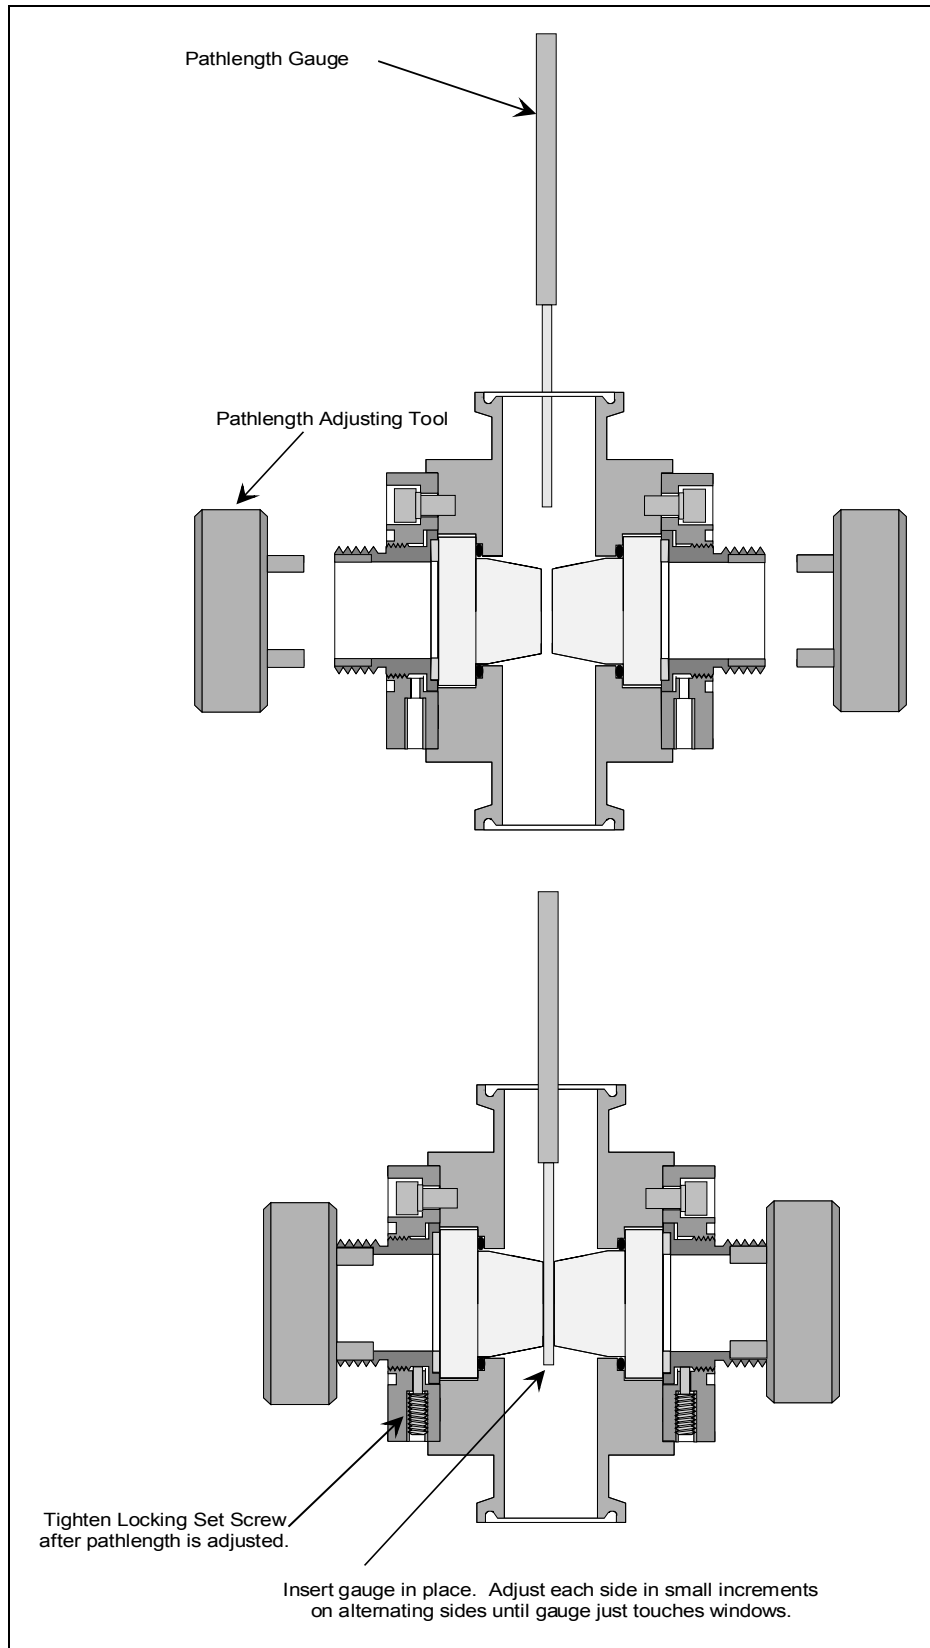 Pathlength Gauge
Pathlength Adjusting Tool
Tighten Locking Set Screw
after pathlength is adjusted.
Insert gauge in place.  Adjust each side in small increments
on alternating sides until gauge just touches windows.